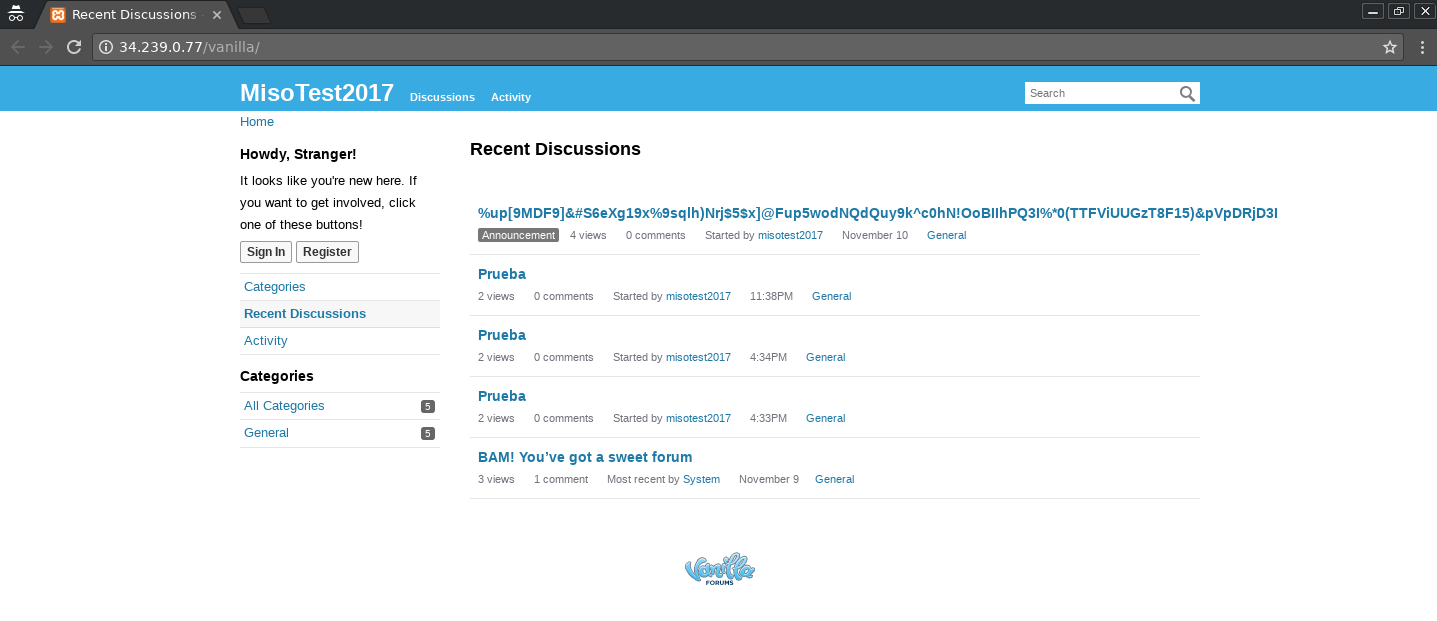 Recent Discussions -
34.239.0.77/vanilla/
MisoTest2017 Discussions Activity Search
Home
Howdy, Stranger!
It looks like you're new here. If
you want to get involved, click
one of these buttons!
Sign In Register
Categories
Recent Discussions
Activity
Categories
All Categories 5
General 5
Recent Discussions
%up[9MDF9]&#S6eXg19x%9sqlh)Nrj$5$x]@Fup5wodNQdQuy9k^c0hN!OoBIIhPQ3I%*0(TTFViUUGzT8F15)&pVpDRjD3I
Announcement 4 views 0 comments Started by misotest2017 November 10 General
Prueba
2 views 0 comments Started by misotest2017 11:38PM General
Prueba
2 views 0 comments Started by misotest2017 4:34PM General
Prueba
2 views 0 comments Started by misotest2017 4:33PM General
BAM! You’ve got a sweet forum
3 views 1 comment Most recent by System November 9 General
Vanilla
FORUMS